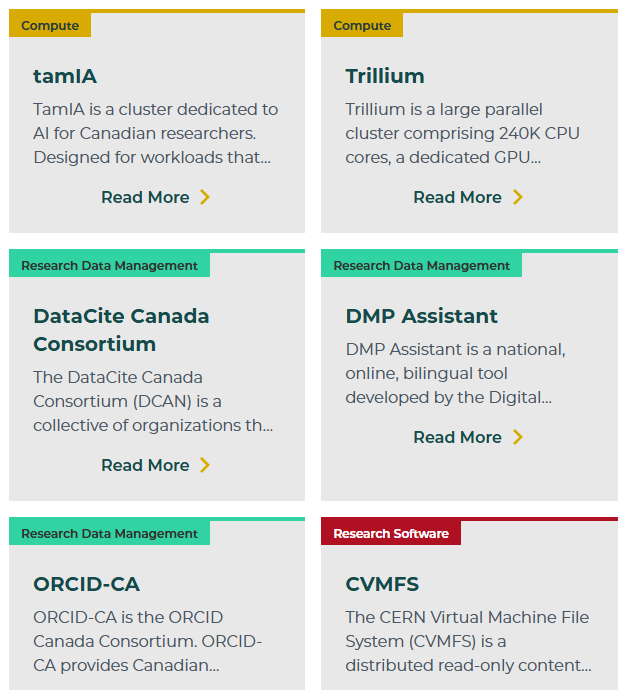 Compute
tamIA
TamIA is a cluster dedicated to
AI for Canadian researchers.
Designed for workloads that...
Read More
Compute
Trillium
Trillium is a large parallel
cluster comprising 240K CPU
cores, a dedicated GPU...
Read More
Research Data Management
DataCite Canada
Consortium
The DataCite Canada
Consortium (DCAN) is a
collective of organizations th...
Read More
Research Data Management
DMP Assistant
DMP Assistant is a national,
online, bilingual tool
developed by the Digital...
Read More
Research Data Management
ORCID-CA
ORCID-CA is the ORCID
Canada Consortium. ORCID-
CA provides Canadian...
Research Software
CVMFS
The CERN Virtual Machine File
System (CVMFS) is a
distributed read-only content...